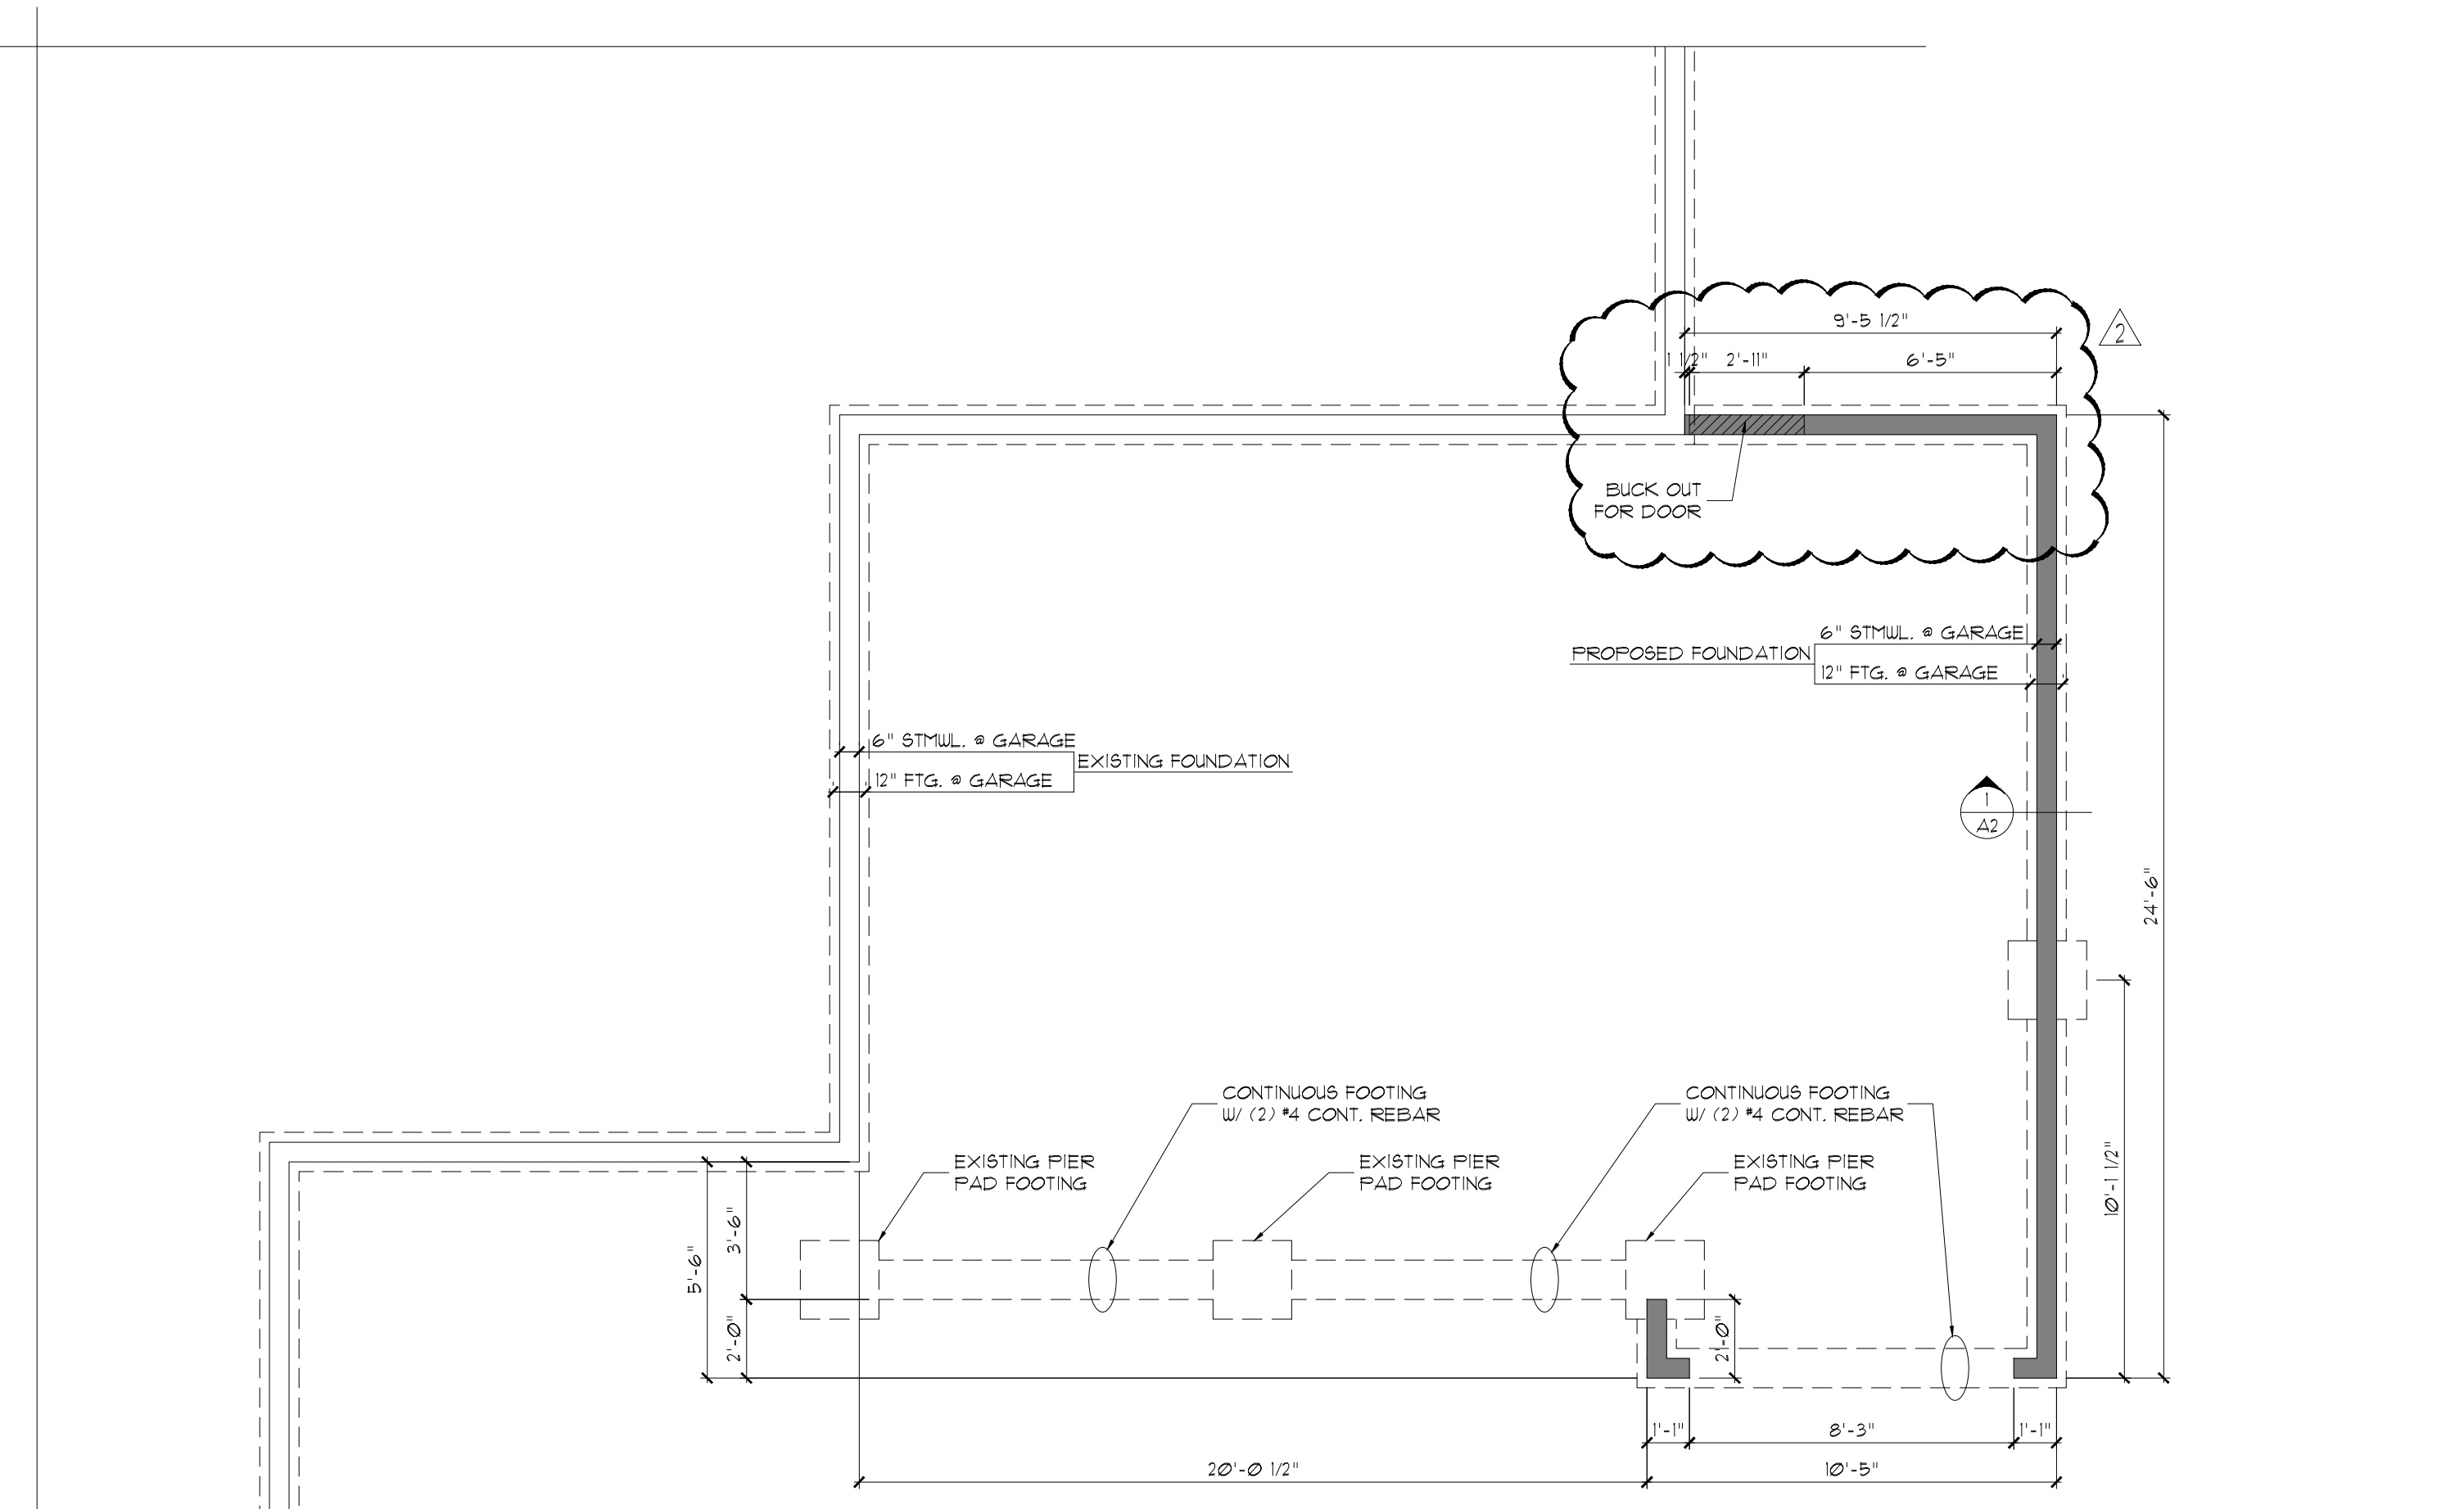 9'-5 1/2"
2
1 1/2"
2'-11"
6'-5"
BUCK OUT
FOR DOOR
6" STMWL. @ GARAGE
PROPOSED FOUNDATION
12" FTG. @ GARAGE
6" STMWL. @ GARAGE
EXISTING FOUNDATION
12" FTG. @ GARAGE
1
A2
24'-6"
CONTINUOUS FOOTING
W/ (2) #4 CONT. REBAR
CONTINUOUS FOOTING
W/ (2) #4 CONT. REBAR
10'-1 1/2"
EXISTING PIER
PAD FOOTING
EXISTING PIER
PAD FOOTING
EXISTING PIER
PAD FOOTING
3'-6"
5'-6"
2'-0"
2'-0"
1'-1"
8'-3"
1'-1"
20'-0 1/2"
10'-5"